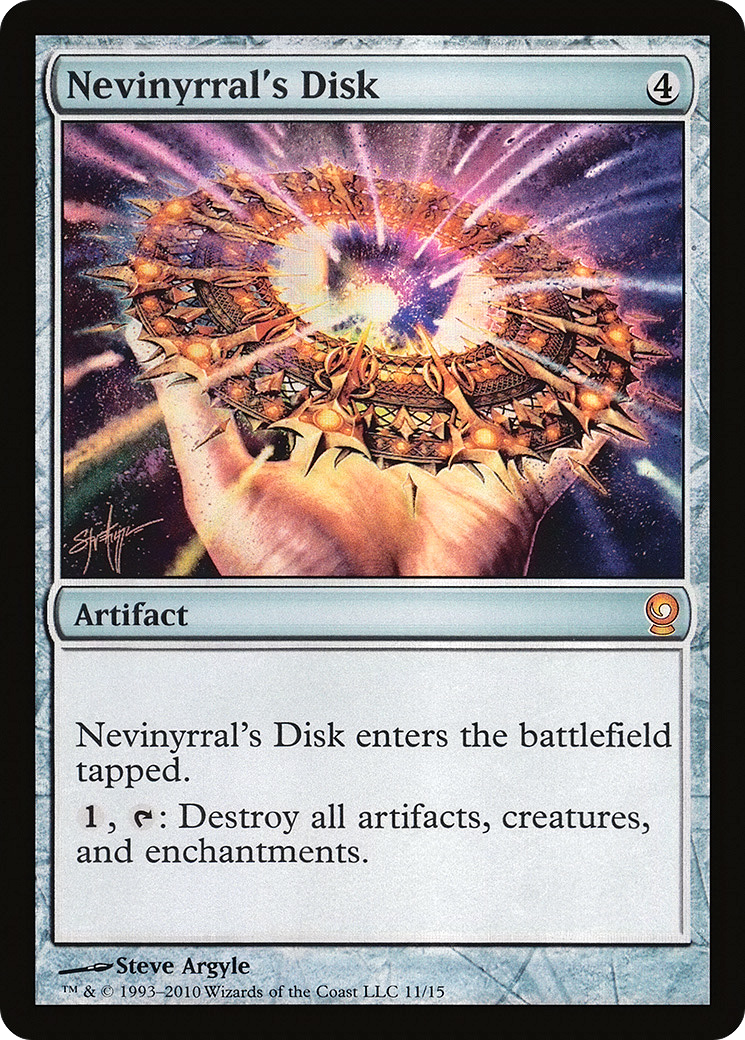 Nevinyrral's Disk 4
Artifact
Nevinyrral's Disk enters the battlefield
tapped.
1, : Destroy all artifacts, creatures,
and enchantments.
Steve Argyle
™ & © 1993–2010 Wizards of the Coast LLC 11/15